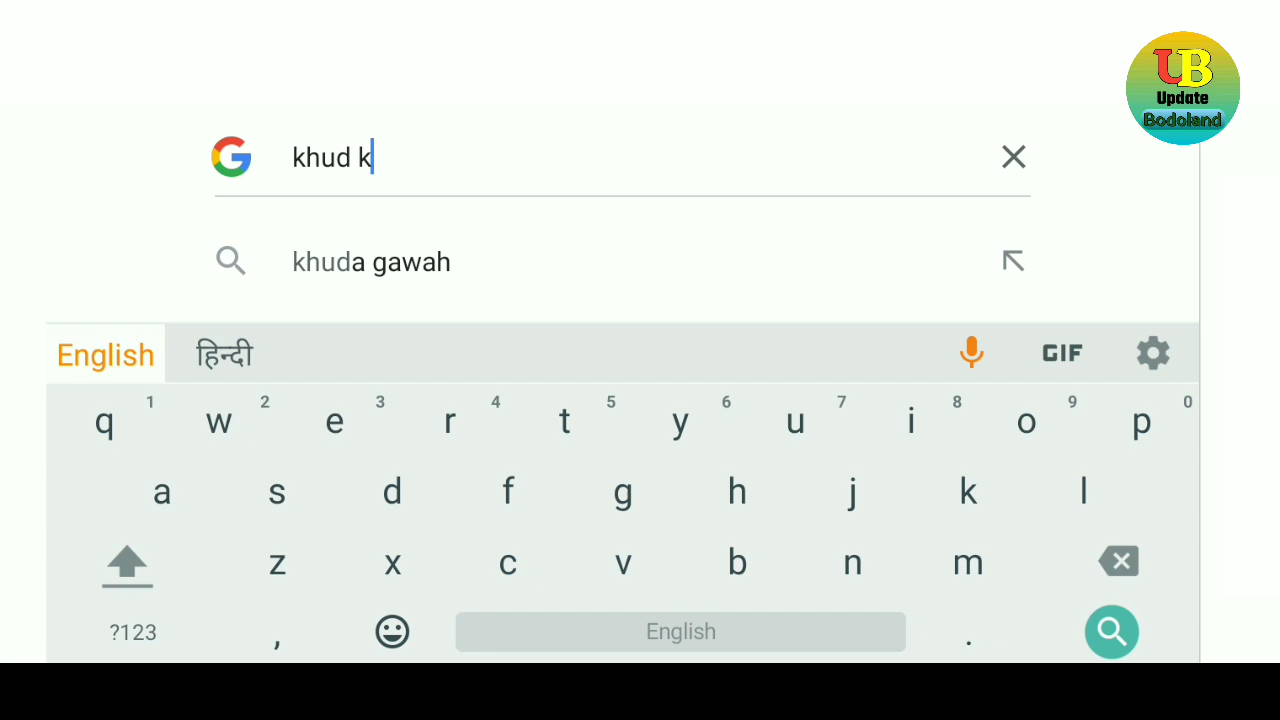 UB
Update
Bodoland
khud k
khuda gawah
English हिन्दी GIF
1 2 3 4 5 6 7 8 9 0
q w e r t y u i o p
a s d f g h j k l
z x c v b n m
?123 , English .